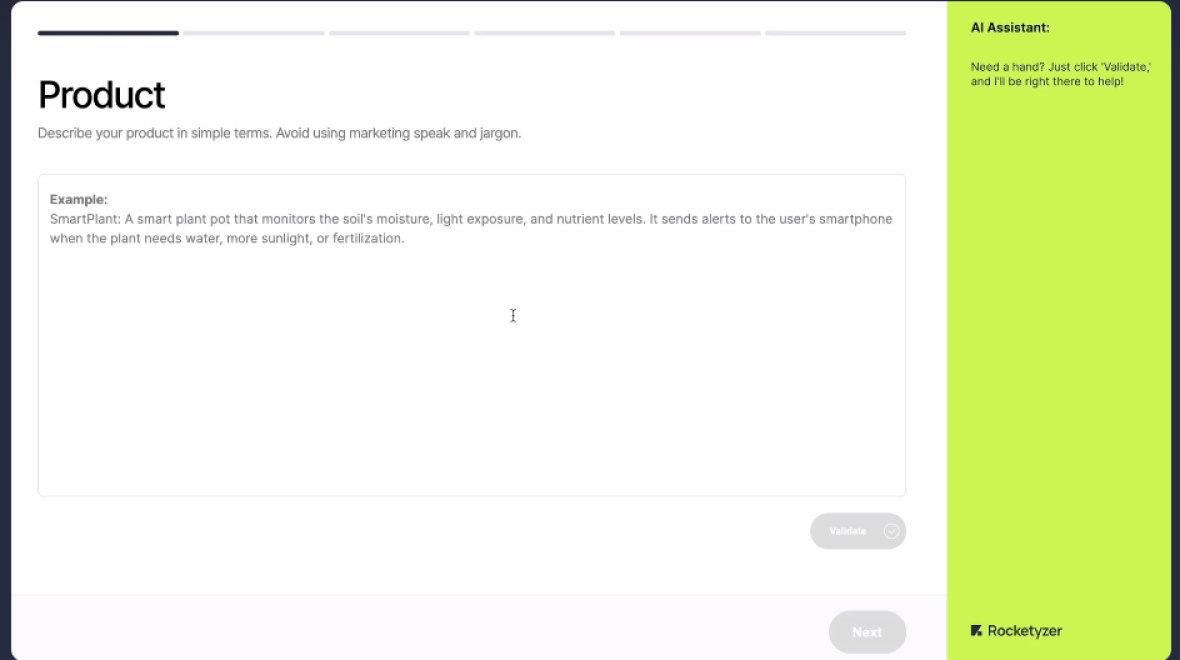 Product
Describe your product in simple terms. Avoid using marketing speak and jargon.
Example:
SmartPlant: A smart plant pot that monitors the soil's moisture, light exposure, and nutrient levels. It sends alerts to the user's smartphone
when the plant needs water, more sunlight, or fertilization.
Validate
Next
AI Assistant:
Need a hand? Just click 'Validate,'
and I'll be right there to help!
Rocketyzer